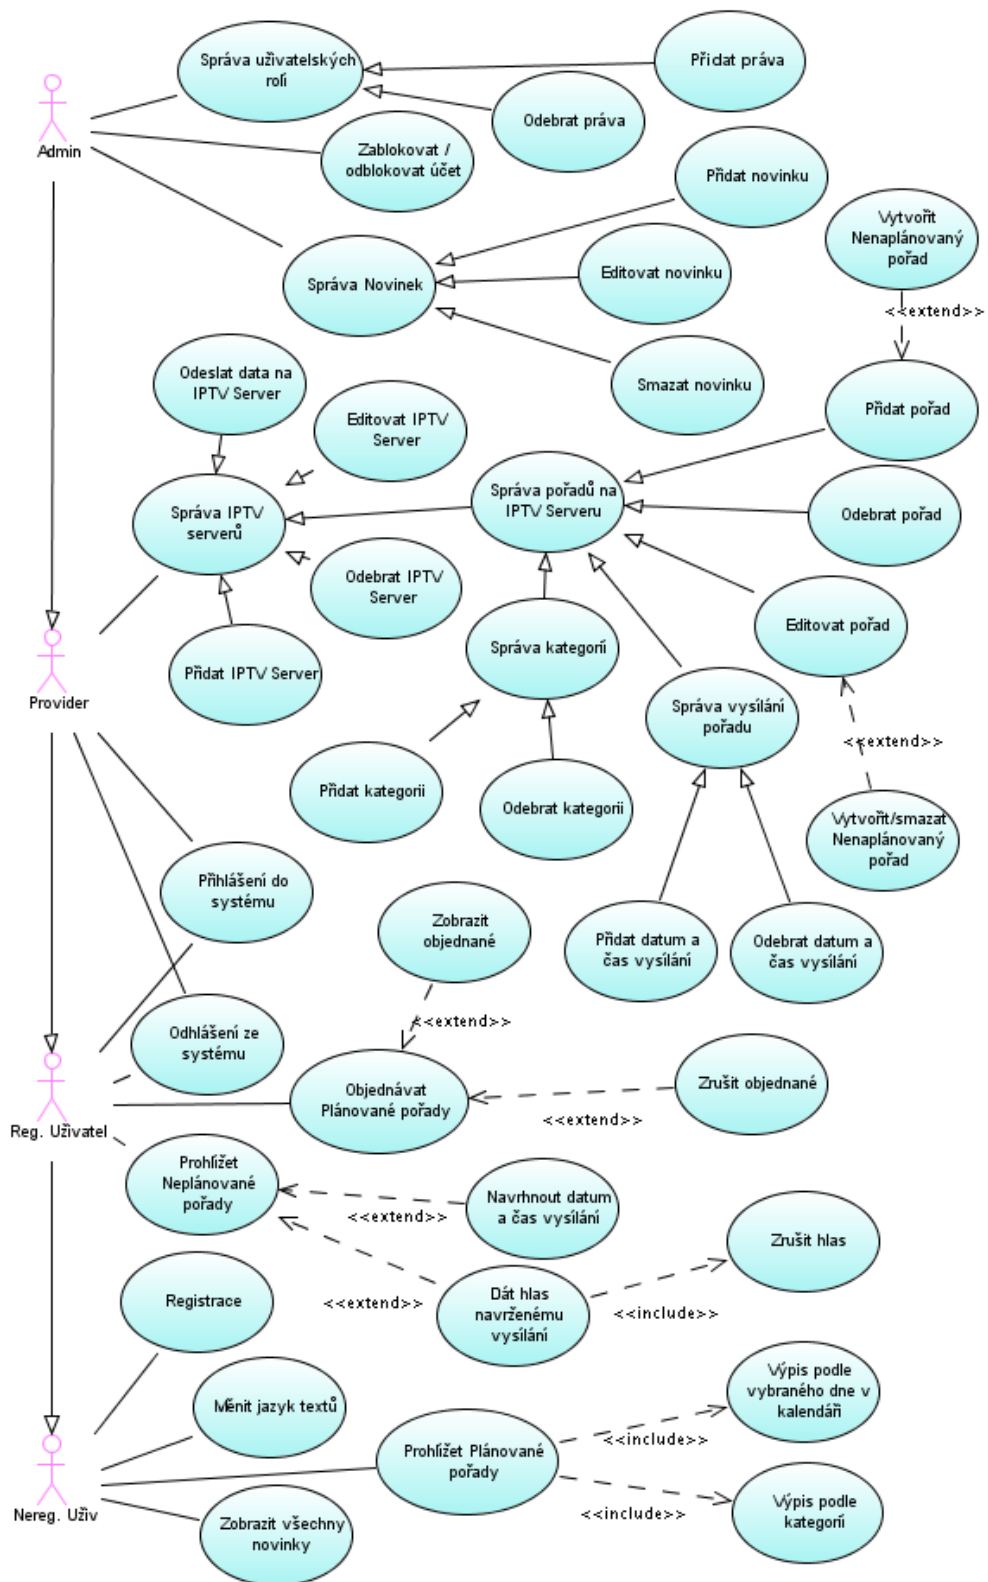 Správa uživatelských
rolí
Přidat práva
Odebrat práva
Admin
Zablokovat /
odblokovat účet
Přidat novinku
Vytvořit
Nenaplánovaný
pořad
Správa Novinek
Editovat novinku
<<extend>>
Odeslat data na
IPTV Server
Smazat novinku
Přidat pořad
Editovat IPTV
Server
Správa IPTV
serverů
Správa pořadů na
IPTV Serveru
Odebrat pořad
Odebrat IPTV
Server
Editovat pořad
Správa kategorií
Přidat IPTV Server
Provider
Správa vysílání
pořadu
<<extend>>
Přidat kategorii
Odebrat kategorii
Vytvořit/smazat
Nenaplánovaný
pořad
Přihlášení do
systému
Zobrazit
objednané
Přidat datum a
čas vysílání
Odebrat datum a
čas vysílání
<<extend>>
Odhlášení ze
systému
Objednávat
Plánované pořady
Zrušit objednané
<<extend>>
Reg. Uživatel
Prohlížet
Neplánované
pořady
Navrhnout datum
a čas vysílání
<<extend>>
Zrušit hlas
Registrace
<<extend>>
Dát hlas
navrženému
vysílání
<<include>>
Výpis podle
vybraného dne v
kalendáři
Měnit jazyk textů
<<include>>
Prohlížet Plánované
pořady
Nereg. Uživ
<<include>>
Výpis podle
kategorií
Zobrazit všechny
novinky